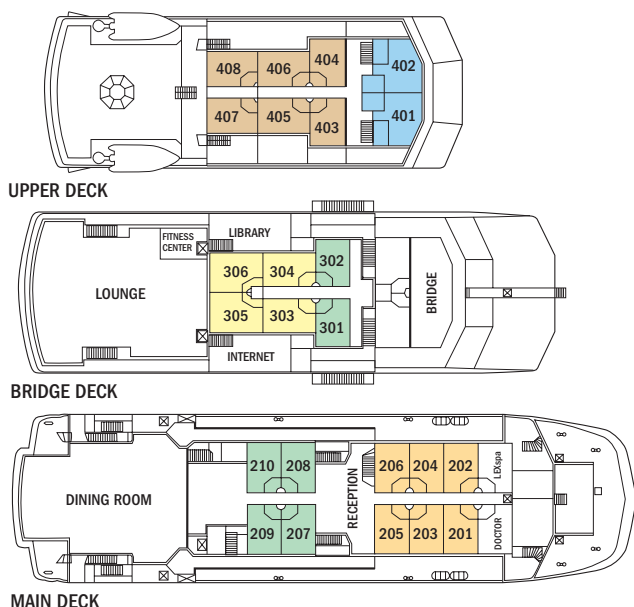 408 406 404 402
407 405 403 401
UPPER DECK
FITNESS
CENTER
LIBRARY
302
306 304
LOUNGE
BRIDGE
305 303
301
INTERNET
BRIDGE DECK
210 208
206 204 202
LEXspa
DINING ROOM
RECEPTION
209 207
205 203 201
DOCTOR
MAIN DECK